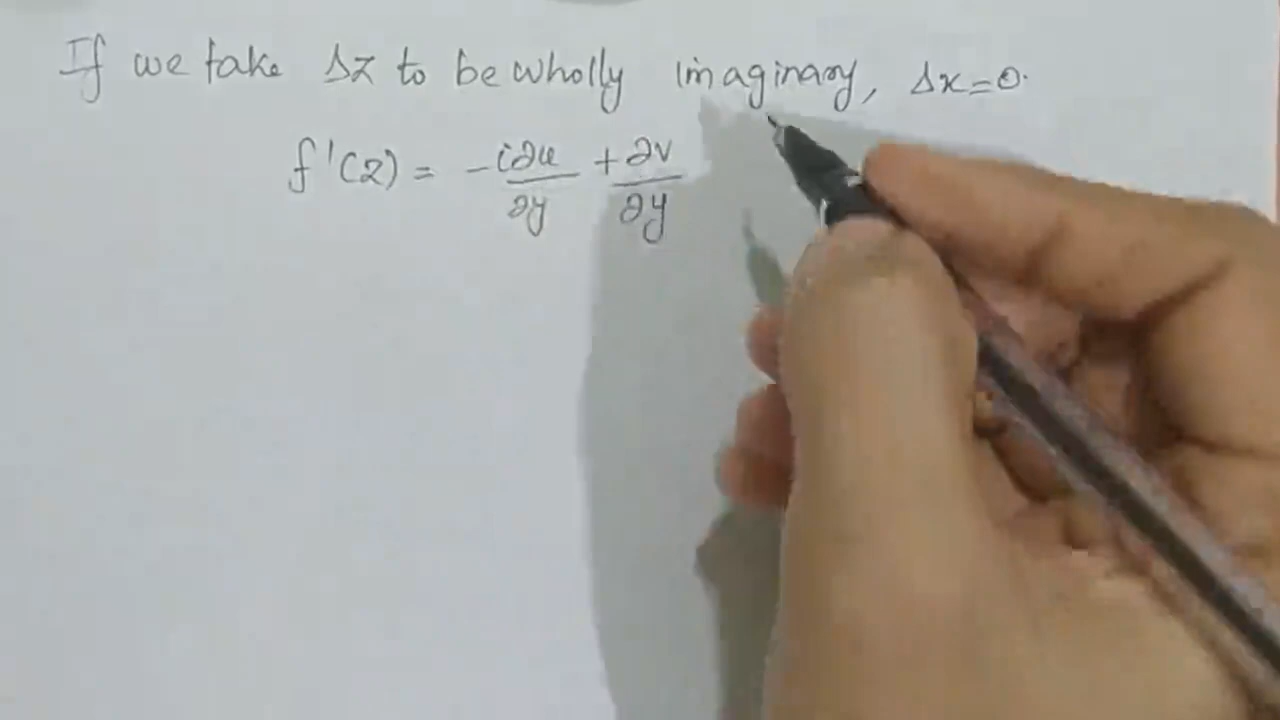 If we take Δz to be wholly imaginary, Δx=0.
f'(z) = -i∂u/∂y + ∂v/∂y